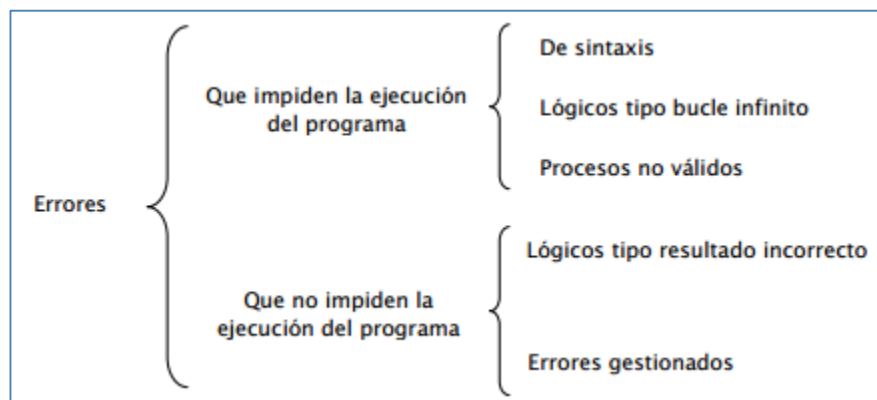 Errores
Que impiden la ejecución
del programa
De sintaxis
Lógicos tipo bucle infinito
Procesos no válidos
Que no impiden la
ejecución del programa
Lógicos tipo resultado incorrecto
Errores gestionados